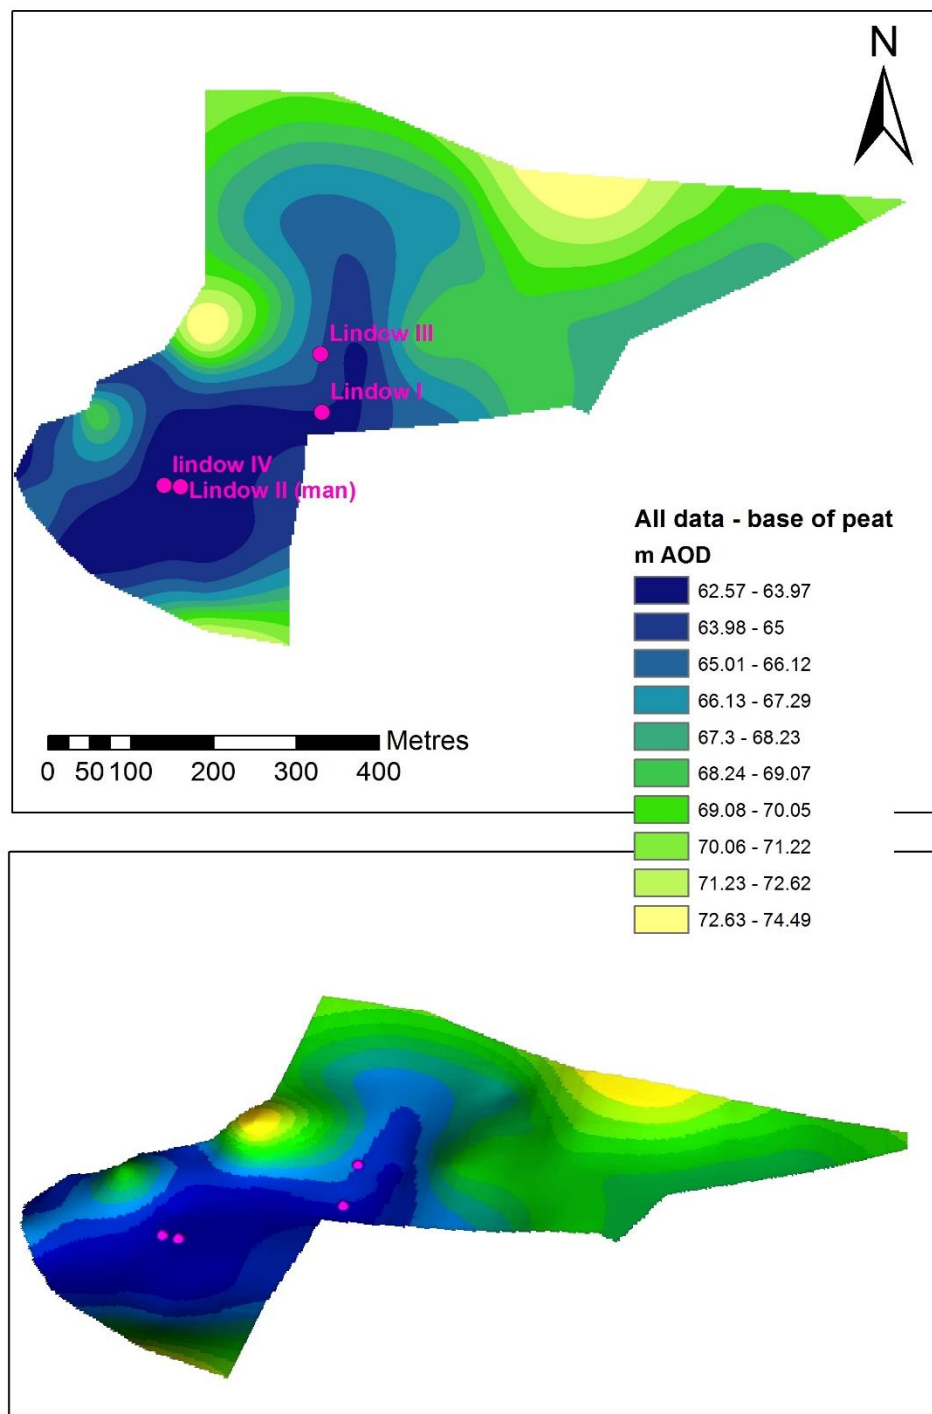 N
Lindow III
Lindow I
lindow IV
Lindow II (man)
All data - base of peat
m AOD
62.57 - 63.97
63.98 - 65
65.01 - 66.12
66.13 - 67.29
67.3 - 68.23
68.24 - 69.07
69.08 - 70.05
70.06 - 71.22
71.23 - 72.62
72.63 - 74.49
Metres
0 50 100 200 300 400